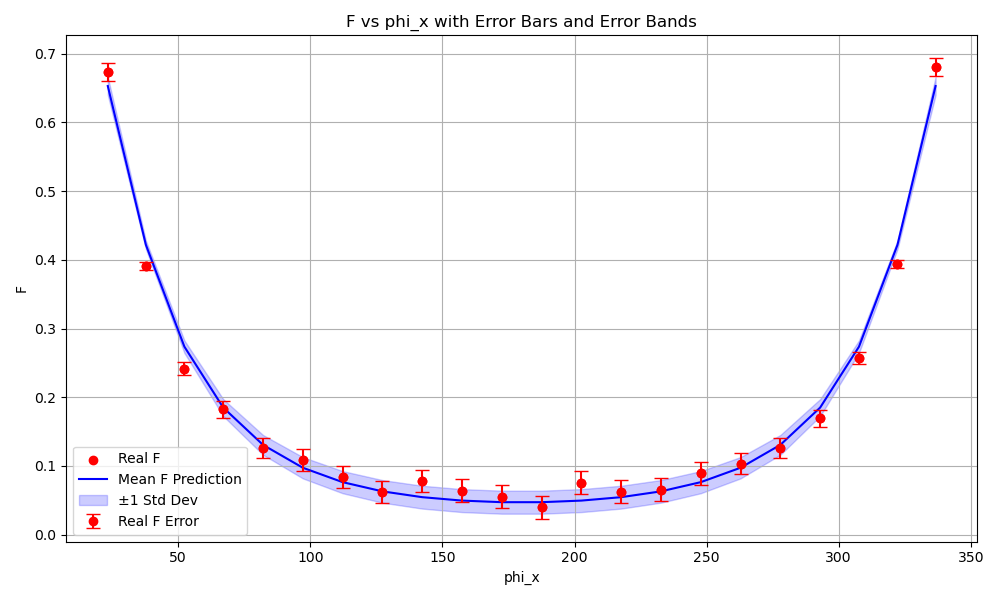 F vs phi_x with Error Bars and Error Bands
0.7
0.6
0.5
0.4
0.3
0.2
0.1
0.0
F
Real F
Mean F Prediction
±1 Std Dev
Real F Error
50
100
150
200
250
300
350
phi_x